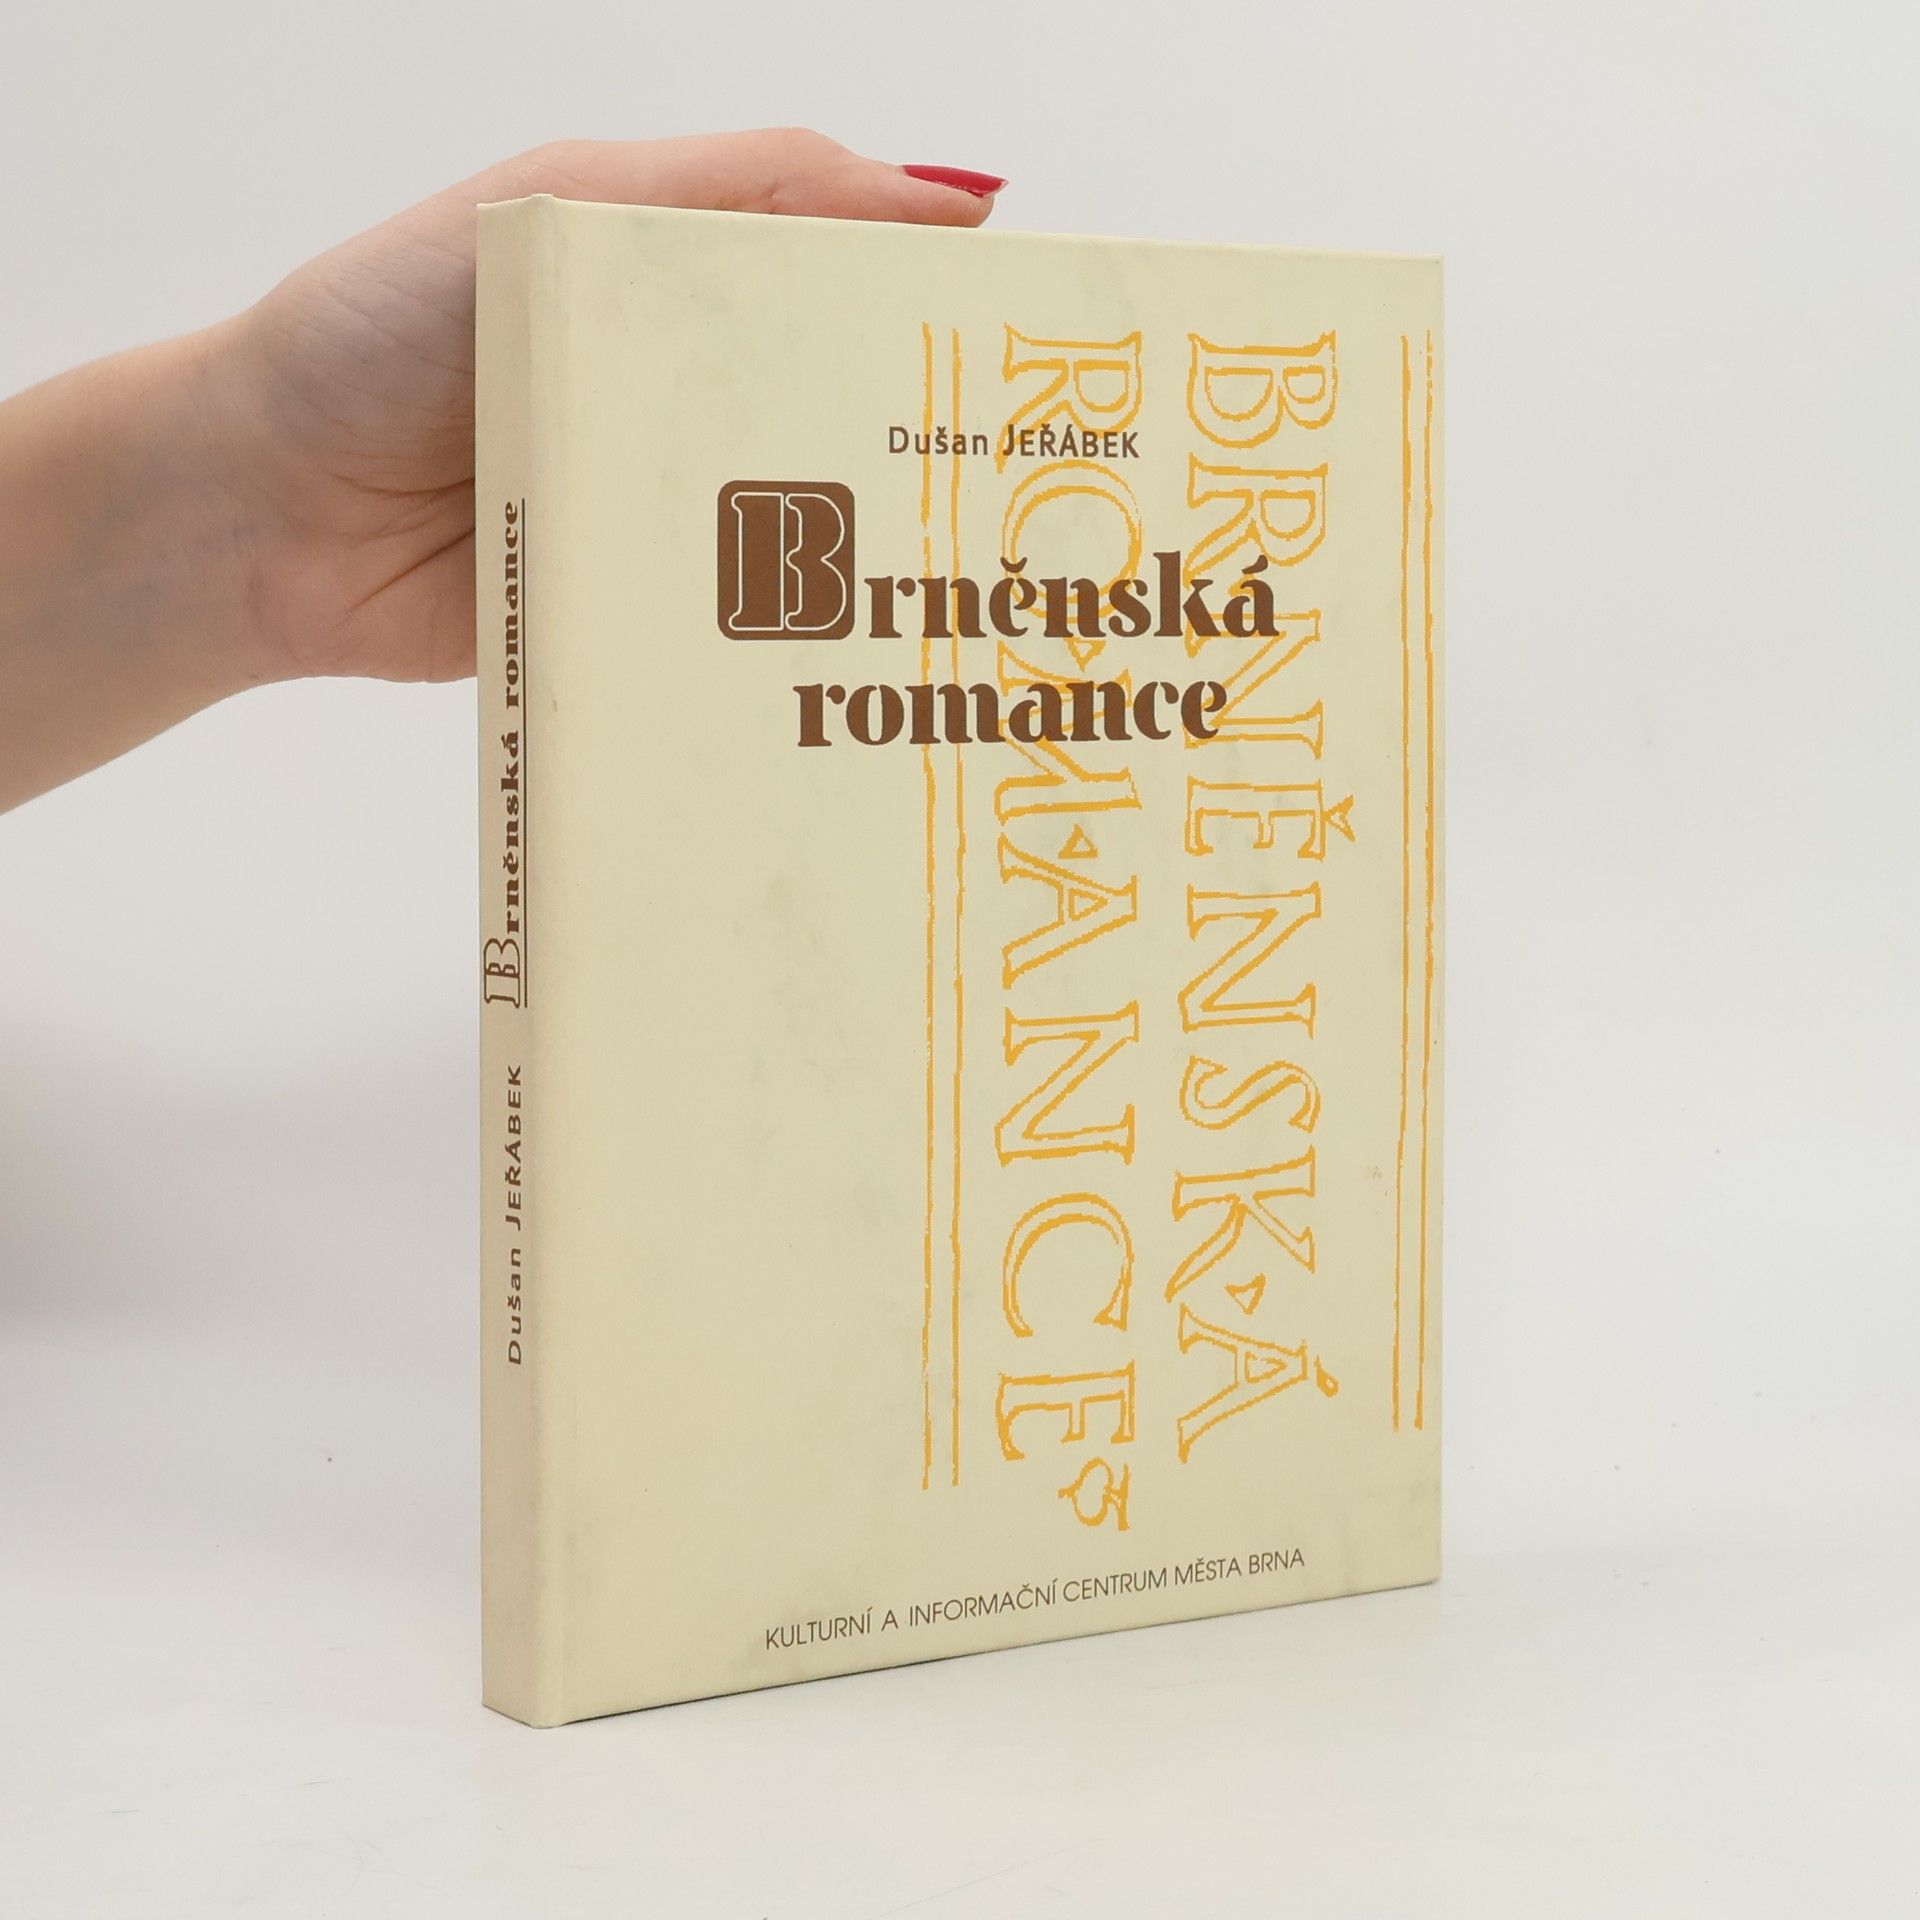 Dušan JEŘÁBEK
Brněnská
romance
BRNĚNSKÁ
ROMANCE
KULTURNÍ A INFORMAČNÍ CENTRUM MĚSTA BRNA
Dušan JEŘÁBEK Brněnská romance